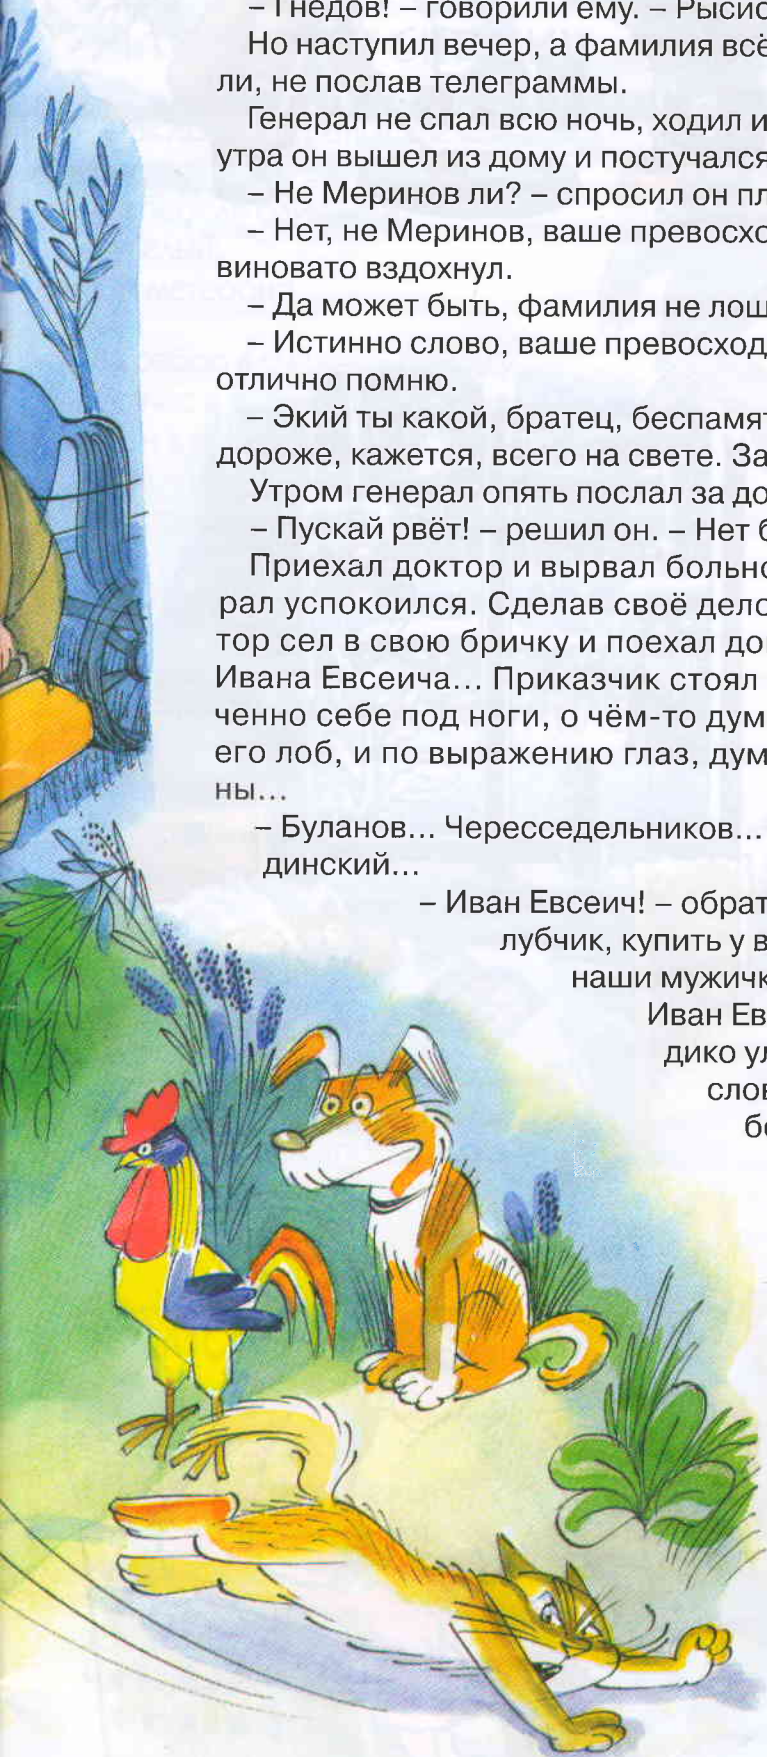 – Гнедов! – говорили ему. – Рысис
Но наступил вечер, а фамилия всё
ли, не послав телеграммы.
Генерал не спал всю ночь, ходил и
утра он вышел из дому и постучался
– Не Меринов ли? – спросил он пл
– Нет, не Меринов, ваше превосхо
виновато вздохнул.
– Да может быть, фамилия не лош
– Истинно слово, ваше превосход
отлично помню.
– Экий ты какой, братец, беспамят
дороже, кажется, всего на свете. За
Утром генерал опять послал за до
– Пускай рвёт! – решил он. – Нет б
Приехал доктор и вырвал больно
рал успокоился. Сделав своё дело
тор сел в свою бричку и поехал до
Ивана Евсеича... Приказчик стоял
ченно себе под ноги, о чём-то дум
его лоб, и по выражению глаз, дум
ны...
– Буланов... Чересседельников...
динский...
– Иван Евсеич! – обрат
лубчик, купить у в
наши мужичк
Иван Ев
дико ул
слов
бе